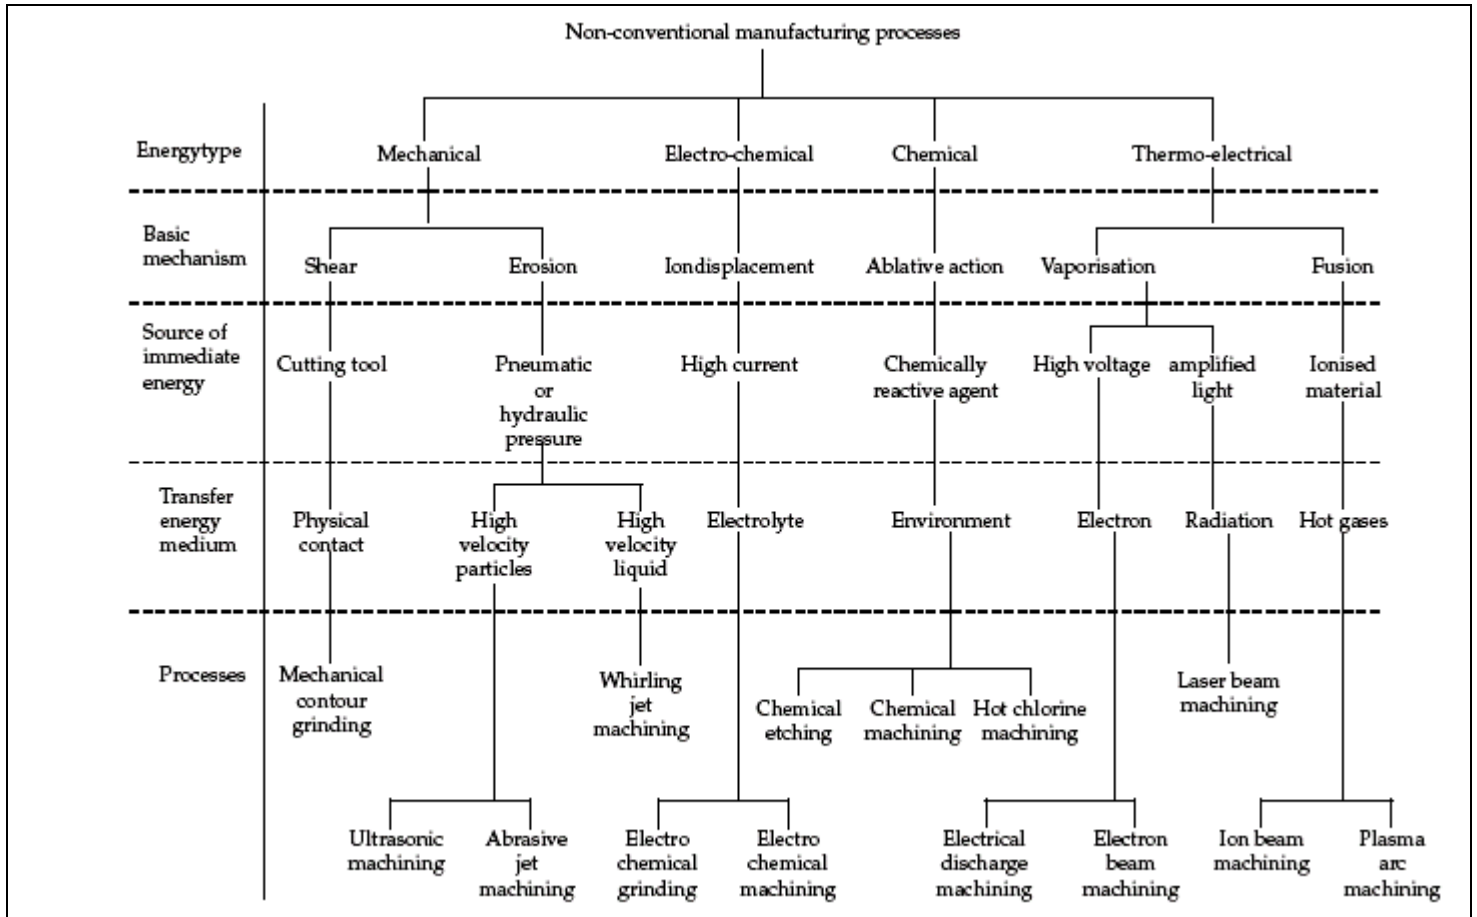 Non-conventional manufacturing processes
Energytype
Mechanical
Electro-chemical
Chemical
Thermo-electrical
Basic
mechanism
Shear
Erosion
Iondisplacement
Ablative action
Vaporisation
Fusion
Source of
immediate
energy
Cutting tool
Pneumatic
or
hydraulic
pressure
High current
Chemically
reactive agent
High voltage
amplified
light
Ionised
material
Transfer
energy
medium
Physical
contact
High
velocity
particles
High
velocity
liquid
Electrolyte
Environment
Electron
Radiation
Hot gases
Processes
Mechanical
contour
grinding
Whirling
jet
machining
Chemical
etching
Chemical
machining
Hot chlorine
machining
Laser beam
machining
Ultrasonic
machining
Abrasive
jet
machining
Electro
chemical
grinding
Electro
chemical
machining
Electrical
discharge
machining
Electron
beam
machining
Ion beam
machining
Plasma
arc
machining